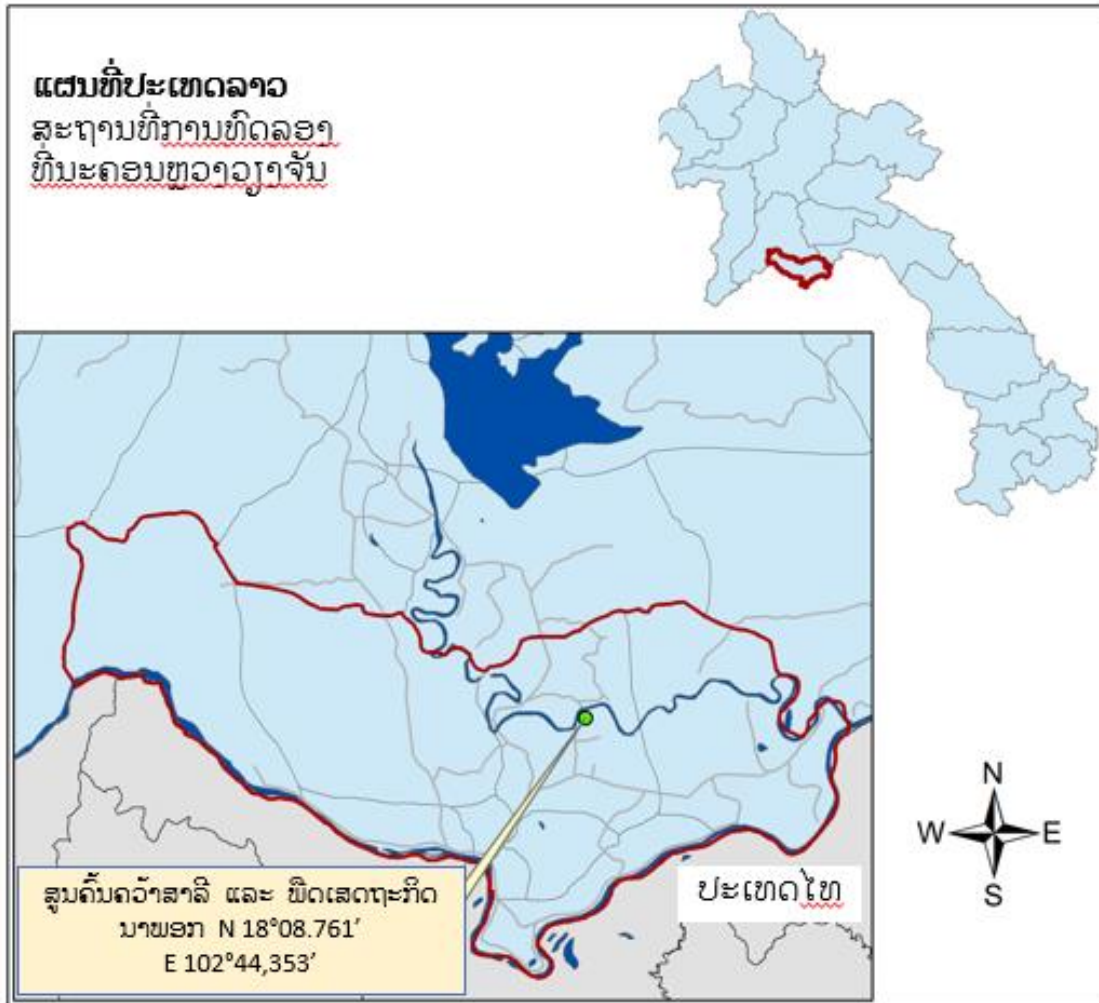 ແຜນທີ່ປະເທດລາວ
ສະຖານທີ່ການທົດລອງ
ທີ່ນະຄອນຫຼວງວຽງຈັນ
ສູນຄົ້ນຄວ້າສາລີ ແລະ ພືດເສດຖະກິດ
ນາພອກ N 18°08.761′
E 102°44,353′
ປະເທດໄທ
N
W E
S